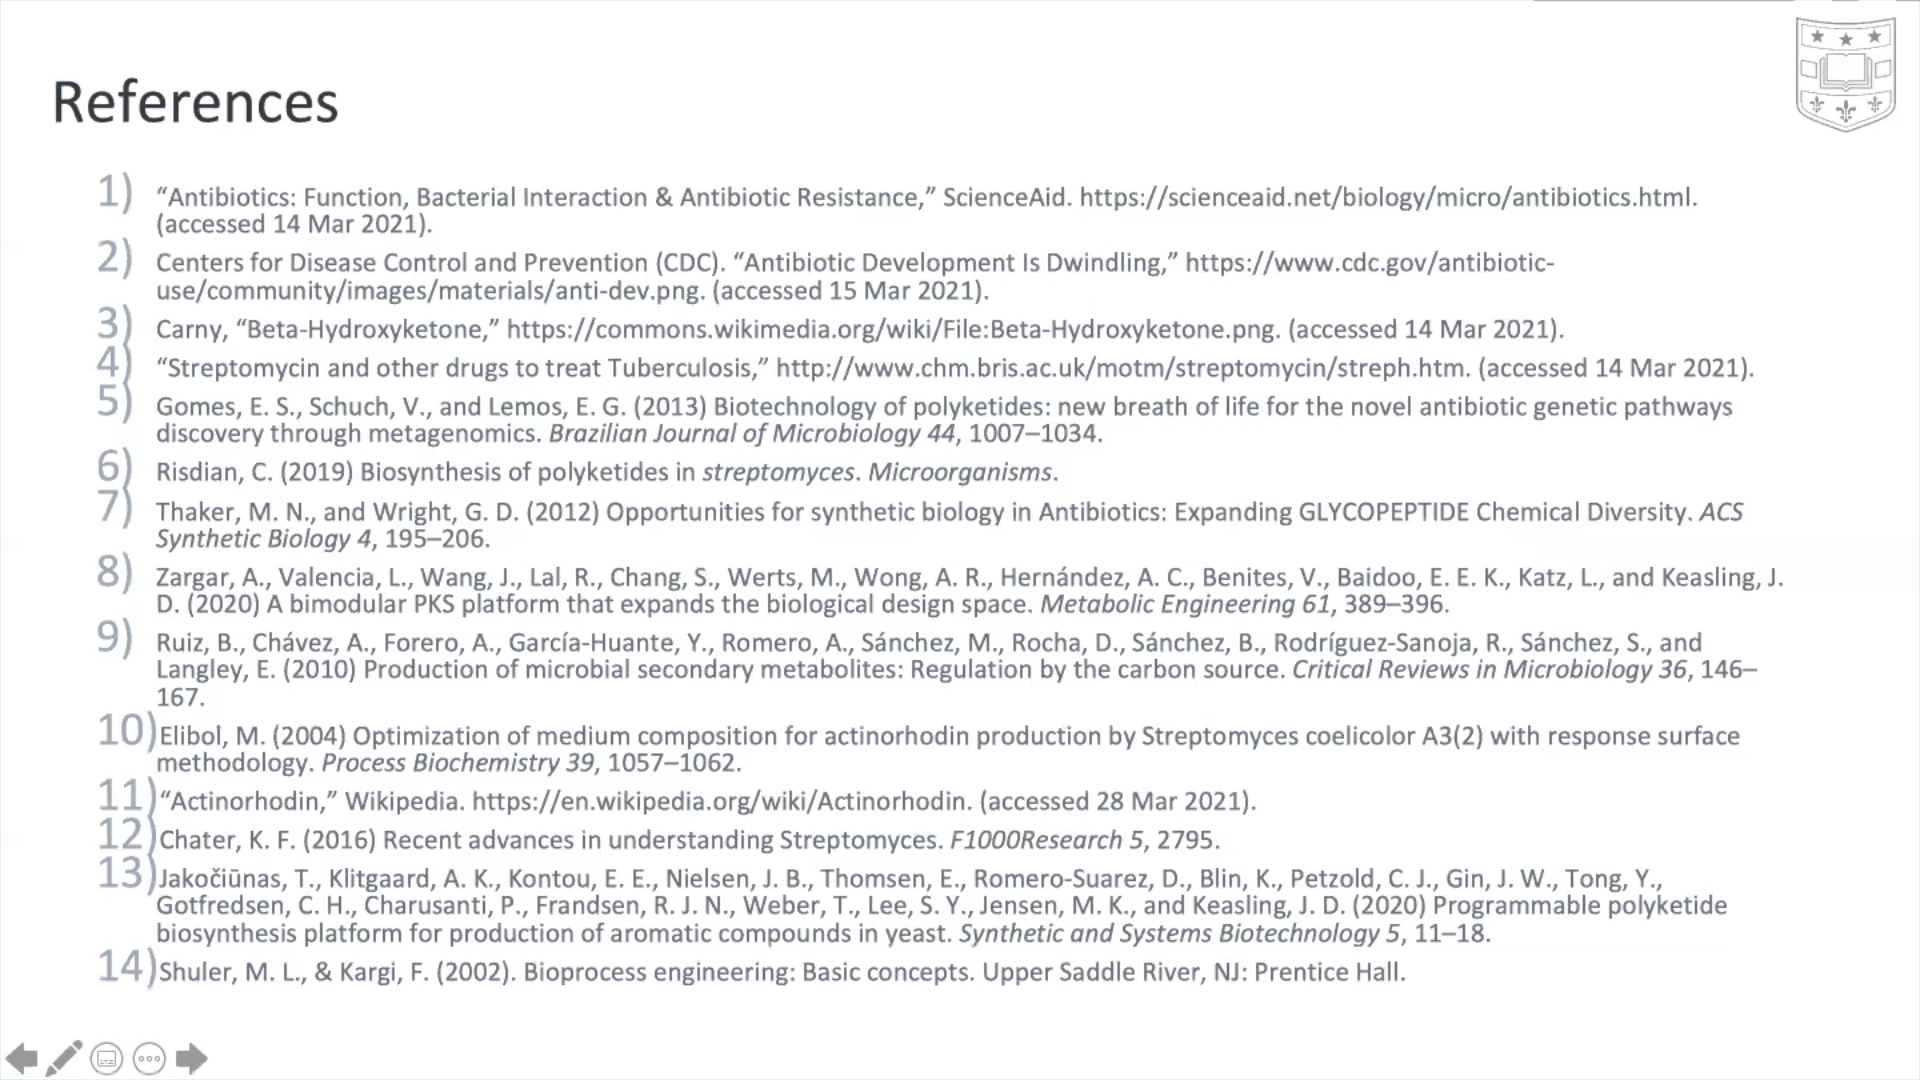 References
1) “Antibiotics: Function, Bacterial Interaction & Antibiotic Resistance,” ScienceAid. https://scienceaid.net/biology/micro/antibiotics.html.
(accessed 14 Mar 2021).
2) Centers for Disease Control and Prevention (CDC). “Antibiotic Development Is Dwindling,” https://www.cdc.gov/antibiotic-
use/community/images/materials/anti-dev.png. (accessed 15 Mar 2021).
3) Carny, “Beta-Hydroxyketone,” https://commons.wikimedia.org/wiki/File:Beta-Hydroxyketone.png. (accessed 14 Mar 2021).
4) “Streptomycin and other drugs to treat Tuberculosis,” http://www.chm.bris.ac.uk/motm/streptomycin/streph.htm. (accessed 14 Mar 2021).
5) Gomes, E. S., Schuch, V., and Lemos, E. G. (2013) Biotechnology of polyketides: new breath of life for the novel antibiotic genetic pathways
discovery through metagenomics. Brazilian Journal of Microbiology 44, 1007–1034.
6) Risdian, C. (2019) Biosynthesis of polyketides in streptomyces. Microorganisms.
7) Thaker, M. N., and Wright, G. D. (2012) Opportunities for synthetic biology in Antibiotics: Expanding GLYCOPEPTIDE Chemical Diversity. ACS
Synthetic Biology 4, 195–206.
8) Zargar, A., Valencia, L., Wang, J., Lal, R., Chang, S., Werts, M., Wong, A. R., Hernández, A. C., Benites, V., Baidoo, E. E. K., Katz, L., and Keasling, J.
D. (2020) A bimodular PKS platform that expands the biological design space. Metabolic Engineering 61, 389–396.
9) Ruiz, B., Chávez, A., Forero, A., García-Huante, Y., Romero, A., Sánchez, M., Rocha, D., Sánchez, B., Rodríguez-Sanoja, R., Sánchez, S., and
Langley, E. (2010) Production of microbial secondary metabolites: Regulation by the carbon source. Critical Reviews in Microbiology 36, 146–
167.
10) Elibol, M. (2004) Optimization of medium composition for actinorhodin production by Streptomyces coelicolor A3(2) with response surface
methodology. Process Biochemistry 39, 1057–1062.
11) “Actinorhodin,” Wikipedia. https://en.wikipedia.org/wiki/Actinorhodin. (accessed 28 Mar 2021).
12) Chater, K. F. (2016) Recent advances in understanding Streptomyces. F1000Research 5, 2795.
13) Jakočiūnas, T., Klitgaard, A. K., Kontou, E. E., Nielsen, J. B., Thomsen, E., Romero-Suarez, D., Blin, K., Petzold, C. J., Gin, J. W., Tong, Y.,
Gotfredsen, C. H., Charusanti, P., Frandsen, R. J. N., Weber, T., Lee, S. Y., Jensen, M. K., and Keasling, J. D. (2020) Programmable polyketide
biosynthesis platform for production of aromatic compounds in yeast. Synthetic and Systems Biotechnology 5, 11–18.
14) Shuler, M. L., & Kargi, F. (2002). Bioprocess engineering: Basic concepts. Upper Saddle River, NJ: Prentice Hall.